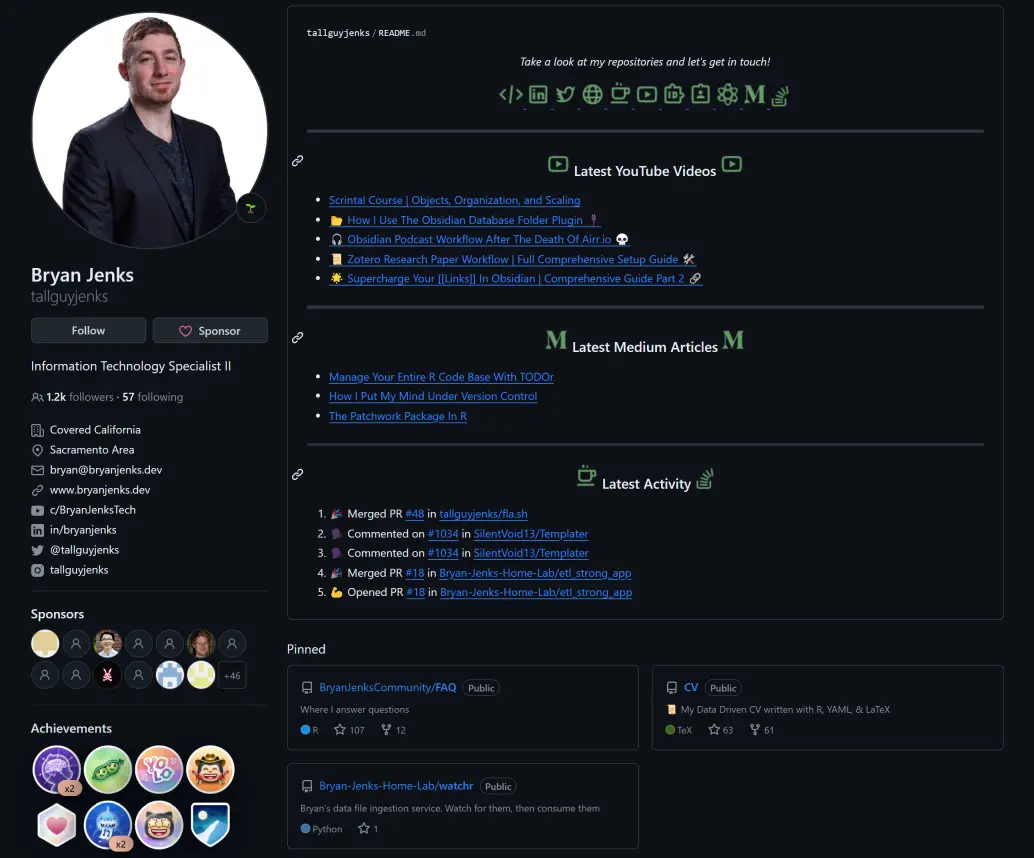 Bryan Jenks
tallguyjenks
Follow
Sponsor
Information Technology Specialist II
1.2k followers · 57 following
Covered California
Sacramento Area
bryan@bryanjenks.dev
www.bryanjenks.dev
c/BryanJenksTech
in/bryanjenks
@tallguyjenks
tallguyjenks
Sponsors
+46
Achievements
x2
YOLO
x2
tallguyjenks/README.md
Take a look at my repositories and let's get in touch!
</> in ID M
Latest YouTube Videos
Scrintal Course | Objects, Organization, and Scaling
📂 How I Use The Obsidian Database Folder Plugin
🎧 Obsidian Podcast Workflow After The Death Of Airr.io 💀
📜 Zotero Research Paper Workflow | Full Comprehensive Setup Guide 🛠
🌟 Supercharge Your [[Links]] In Obsidian | Comprehensive Guide Part 2 🔗
M Latest Medium Articles M
Manage Your Entire R Code Base With TODOr
How I Put My Mind Under Version Control
The Patchwork Package In R
Latest Activity
1. 🎉 Merged PR #48 in tallguyjenks/fla.sh
2. 🗣 Commented on #1034 in SilentVoid13/Templater
3. 🗣 Commented on #1034 in SilentVoid13/Templater
4. 🎉 Merged PR #18 in Bryan-Jenks-Home-Lab/etl_strong_app
5. 💪 Opened PR #18 in Bryan-Jenks-Home-Lab/etl_strong_app
Pinned
BryanJenksCommunity/FAQ Public
Where I answer questions
R 107 12
CV Public
📜 My Data Driven CV written with R, YAML, & LaTeX
TeX 63 61
Bryan-Jenks-Home-Lab/watchr Public
Bryan's data file ingestion service. Watch for them, then consume them
Python 1